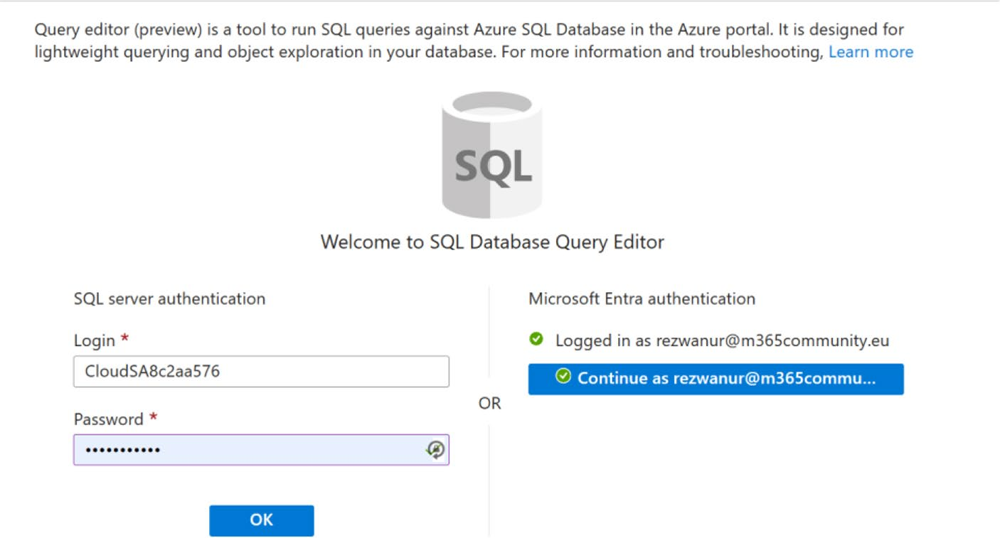 Query editor (preview) is a tool to run SQL queries against Azure SQL Database in the Azure portal. It is designed for
lightweight querying and object exploration in your database. For more information and troubleshooting, Learn more
SQL
Welcome to SQL Database Query Editor
SQL server authentication
Login *
CloudSA8c2aa576
Password *
•••••••••••
OK
OR
Microsoft Entra authentication
Logged in as rezwanur@m365community.eu
Continue as rezwanur@m365commu...